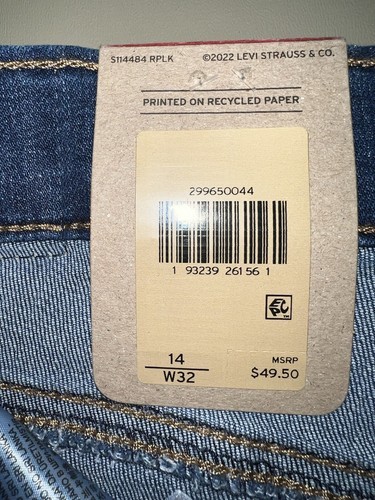 S114484 RPLK ©2022 LEVI STRAUSS & CO.
PRINTED ON RECYCLED PAPER
299650044
1 93239 26156 1
EPC™
14
W32
MSRP
$49.50